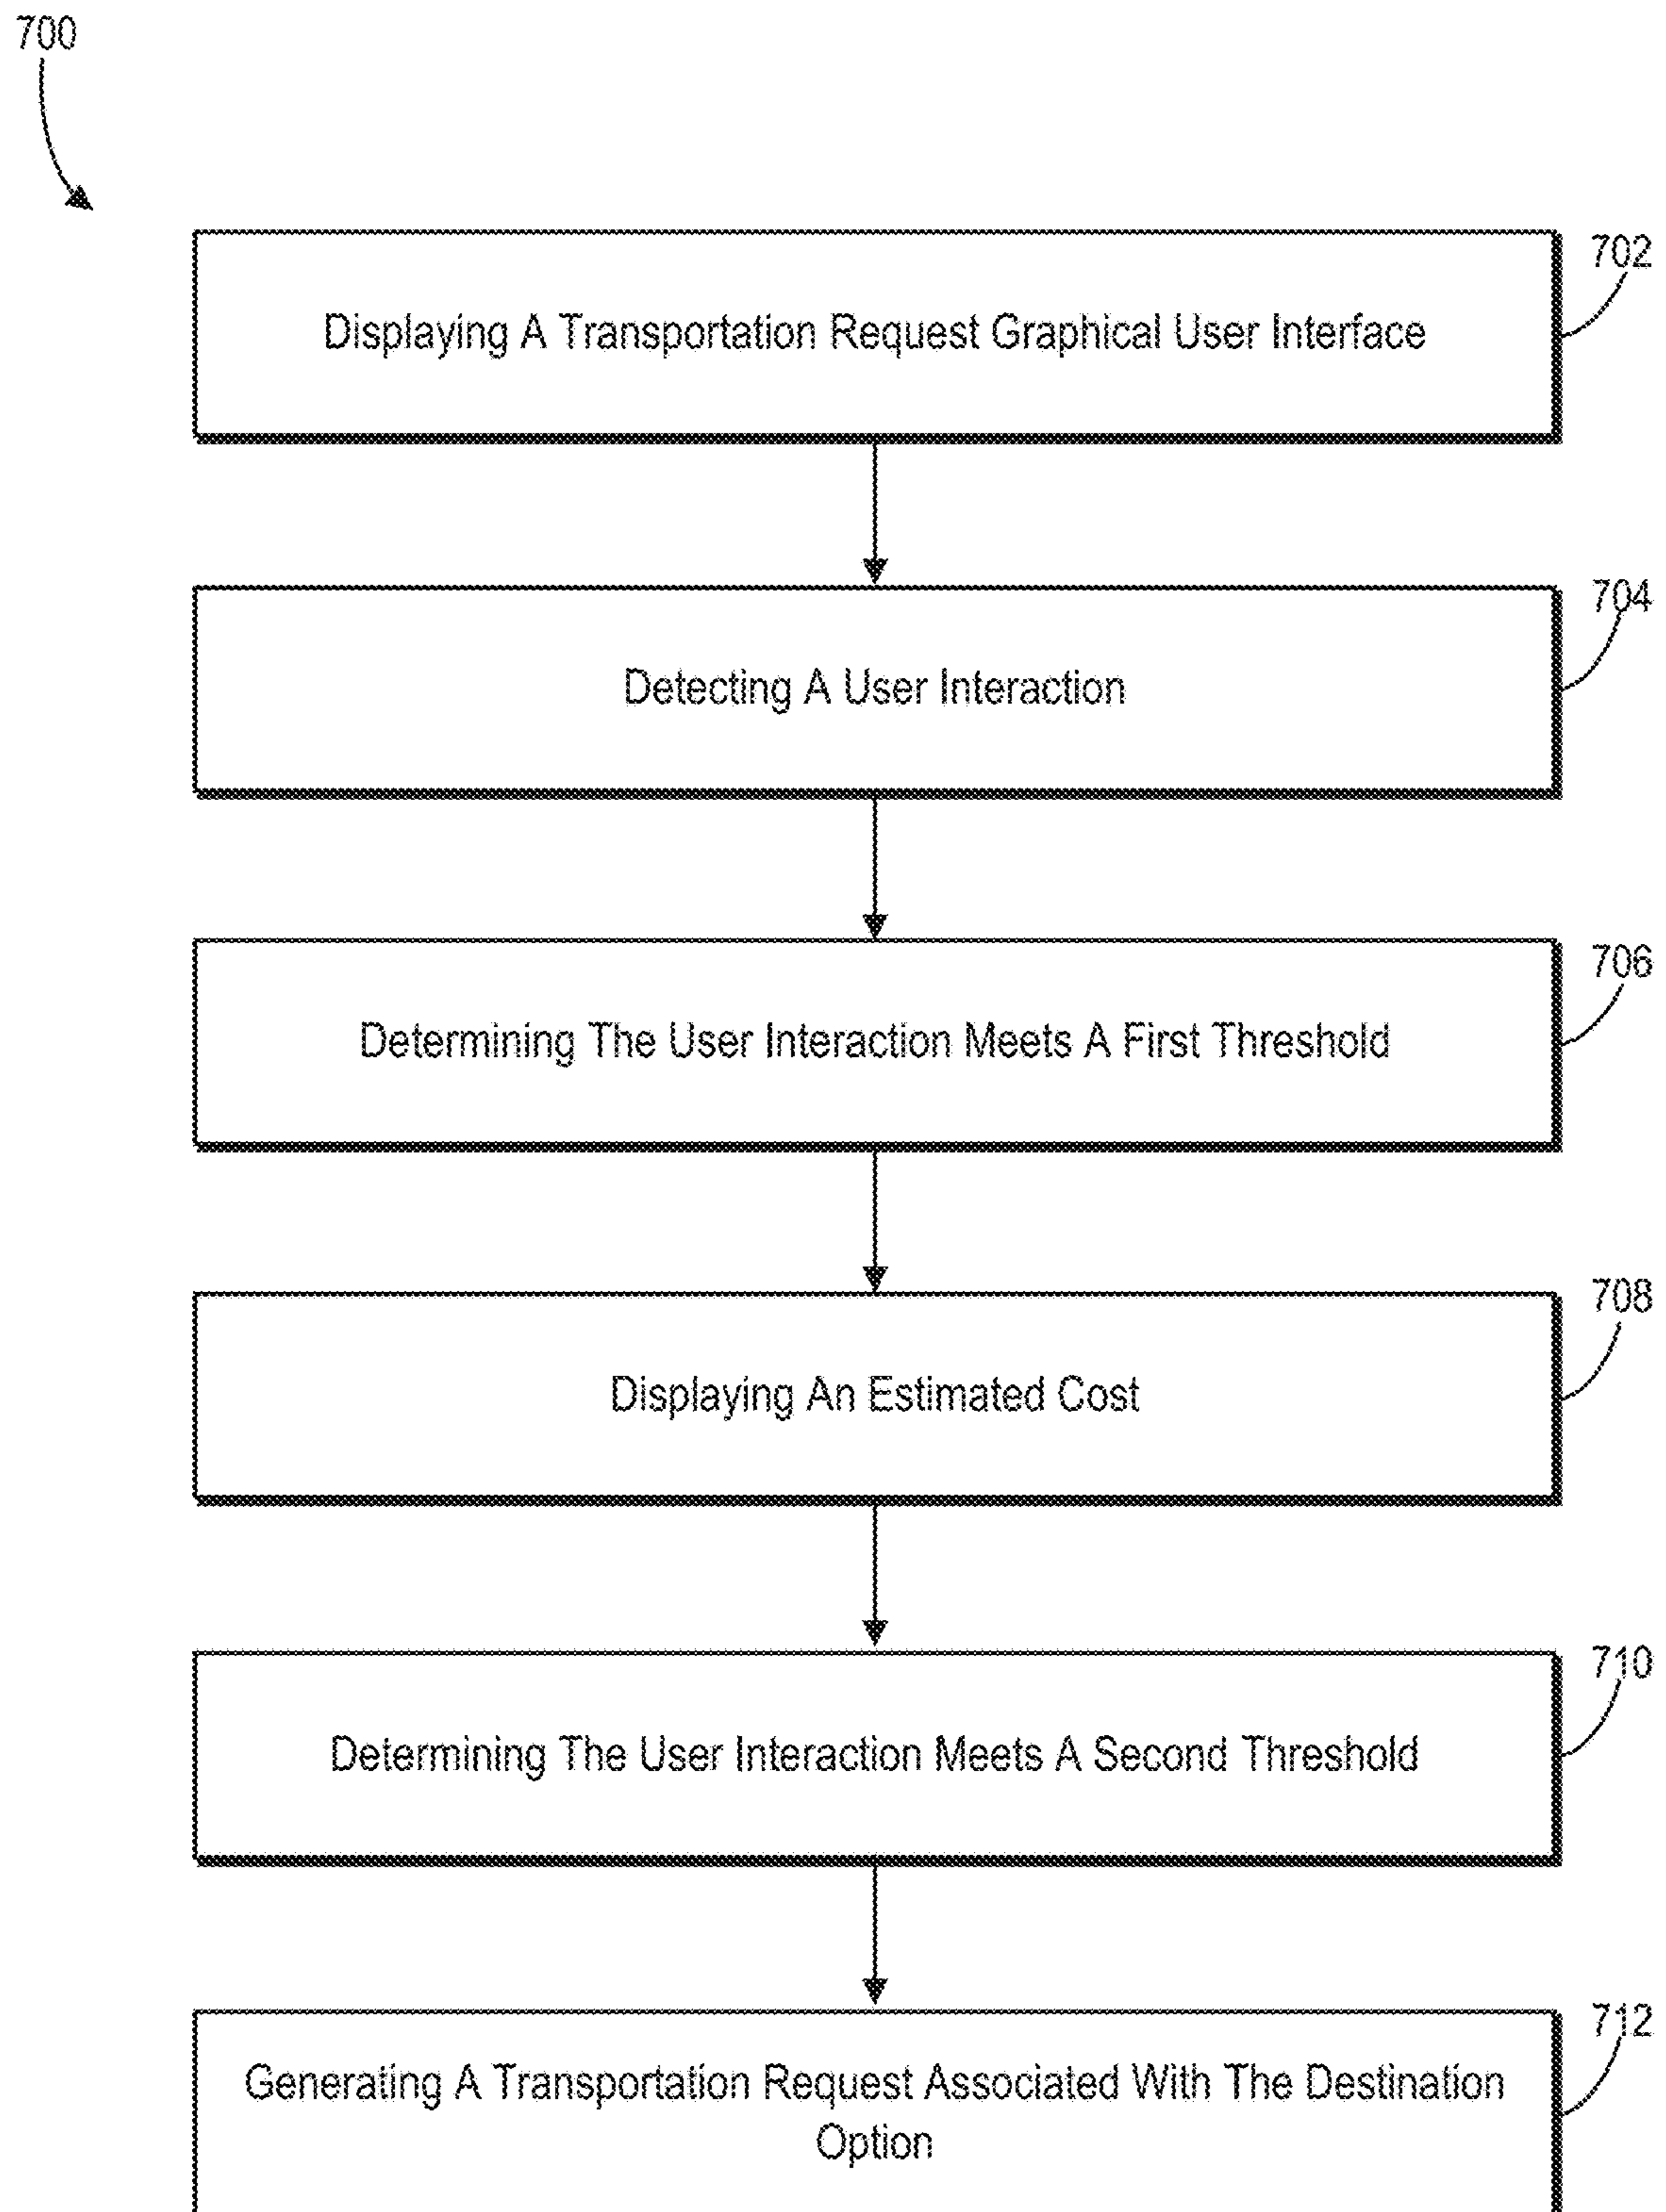 700
702
Displaying A Transportation Request Graphical User Interface
704
Detecting A User Interaction
706
Determining The User Interaction Meets A First Threshold
708
Displaying An Estimated Cost
710
Determining The User Interaction Meets A Second Threshold
712
Generating A Transportation Request Associated With The Destination
Option